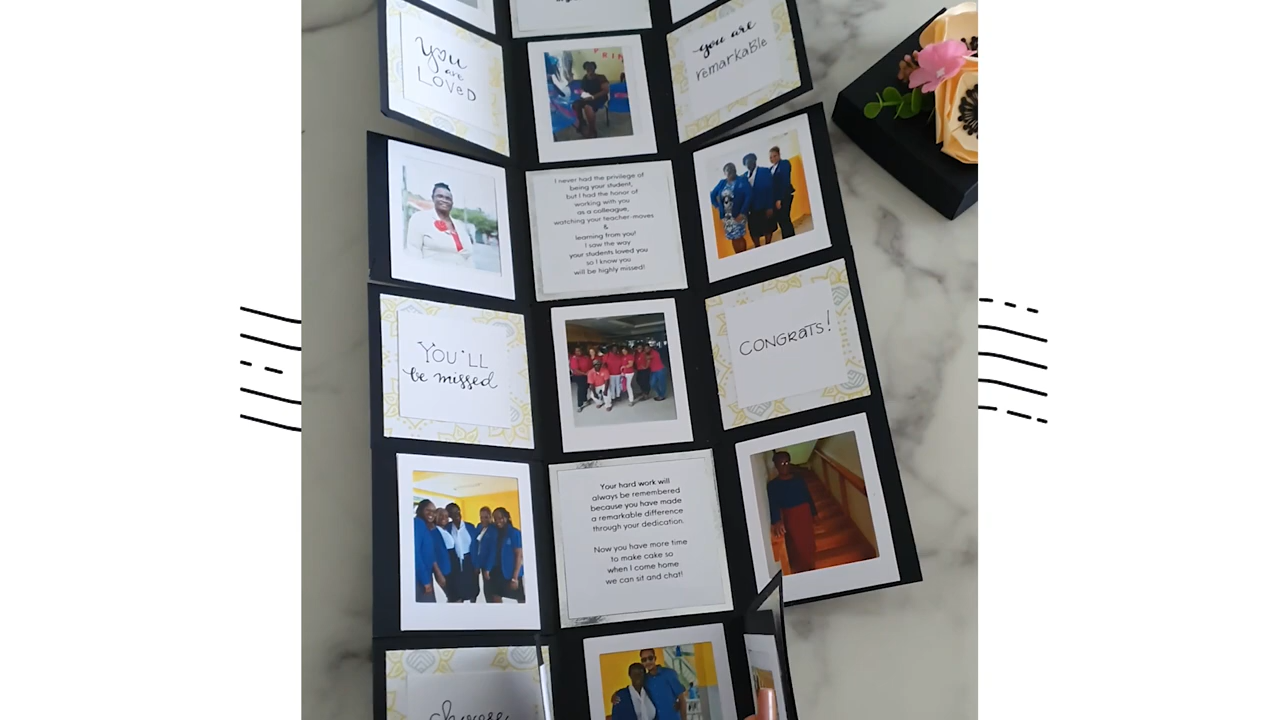 You
are
LOVED
you are
remarkable
I never had the privilege of
being your student,
but I had the honor of
working with you
as a colleague,
watching your teacher-moves
&
learning from you!
I saw the way
your students loved you
so I know you
will be highly missed!
YOU'LL
be missed
CONGRATS!
Your hard work will
always be remembered
because you have made
a remarkable difference
through your dedication.
Now you have more time
to make cake so
when I come home
we can sit and chat!
choose